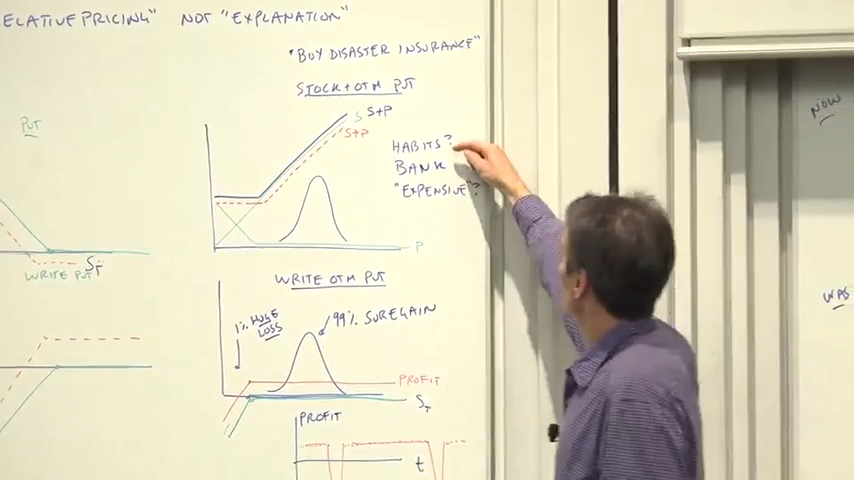 ELATIVE PRICING" NOT "EXPLANATION"
"BUY DISASTER INSURANCE"
STOCK + OTM PUT
PUT
S S+P
S+P
HABITS?
BANK
"EXPENSIVE"?
P
WRITE PUT
S_T
WRITE OTM PUT
1% HUGE LOSS
99% SURE GAIN
PROFIT
S_T
PROFIT
t
NOW
WAS